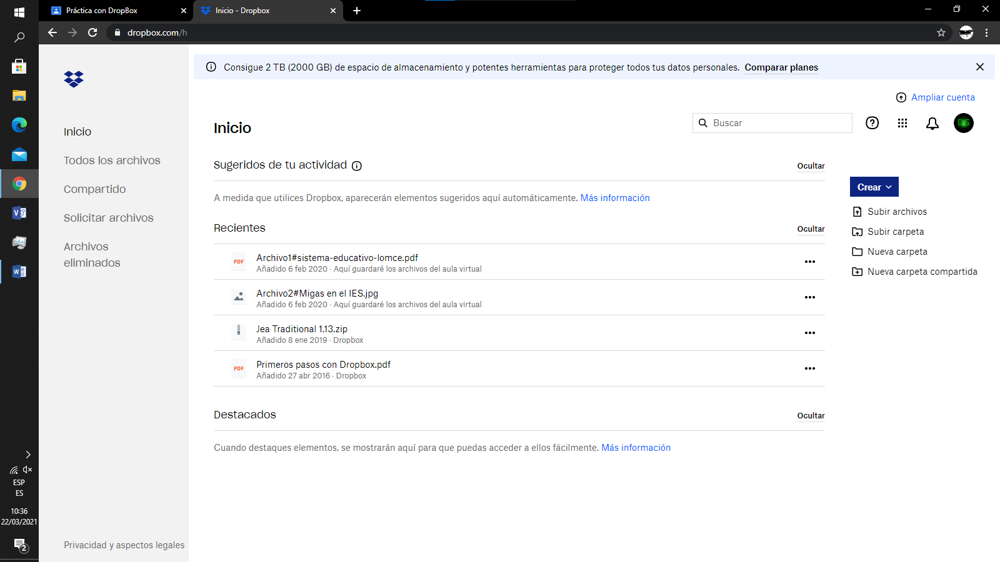 Práctica con DropBox
Inicio - Dropbox
dropbox.com/h
Consigue 2 TB (2000 GB) de espacio de almacenamiento y potentes herramientas para proteger todos tus datos personales. Comparar planes
Ampliar cuenta
Inicio
Buscar
DG
Inicio
Todos los archivos
Compartido
Solicitar archivos
Archivos
eliminados
Sugeridos de tu actividad
Ocultar
A medida que utilices Dropbox, aparecerán elementos sugeridos aquí automáticamente. Más información
Recientes
Ocultar
PDF
Archivo1#sistema-educativo-lomce.pdf
Añadido 6 feb 2020 · Aquí guardaré los archivos del aula virtual
Archivo2#Migas en el IES.jpg
Añadido 6 feb 2020 · Aquí guardaré los archivos del aula virtual
Jea Traditional 1.13.zip
Añadido 8 ene 2019 · Dropbox
PDF
Primeros pasos con Dropbox.pdf
Añadido 27 abr 2016 · Dropbox
Destacados
Ocultar
Cuando destaques elementos, se mostrarán aquí para que puedas acceder a ellos fácilmente. Más información
Crear
Subir archivos
Subir carpeta
Nueva carpeta
Nueva carpeta compartida
Privacidad y aspectos legales
ESP
ES
10:36
22/03/2021
2